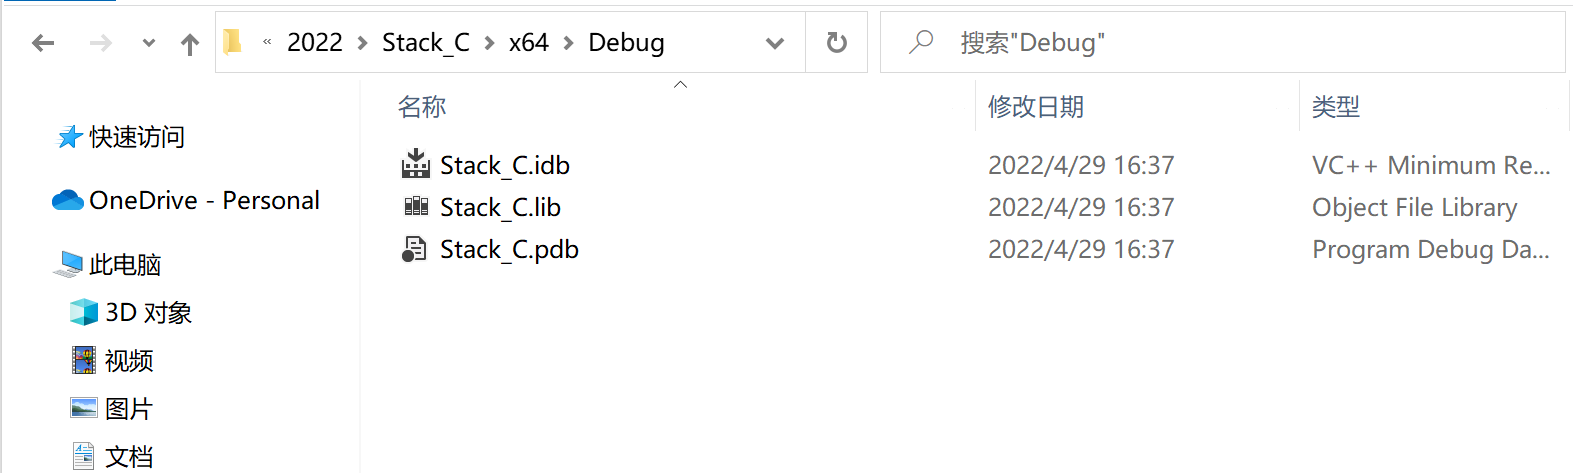 « 2022 > Stack_C > x64 > Debug 搜索"Debug"
名称 修改日期 类型
快速访问
OneDrive - Personal
此电脑
3D 对象
视频
图片
文档
Stack_C.idb 2022/4/29 16:37 VC++ Minimum Re...
Stack_C.lib 2022/4/29 16:37 Object File Library
Stack_C.pdb 2022/4/29 16:37 Program Debug Da...